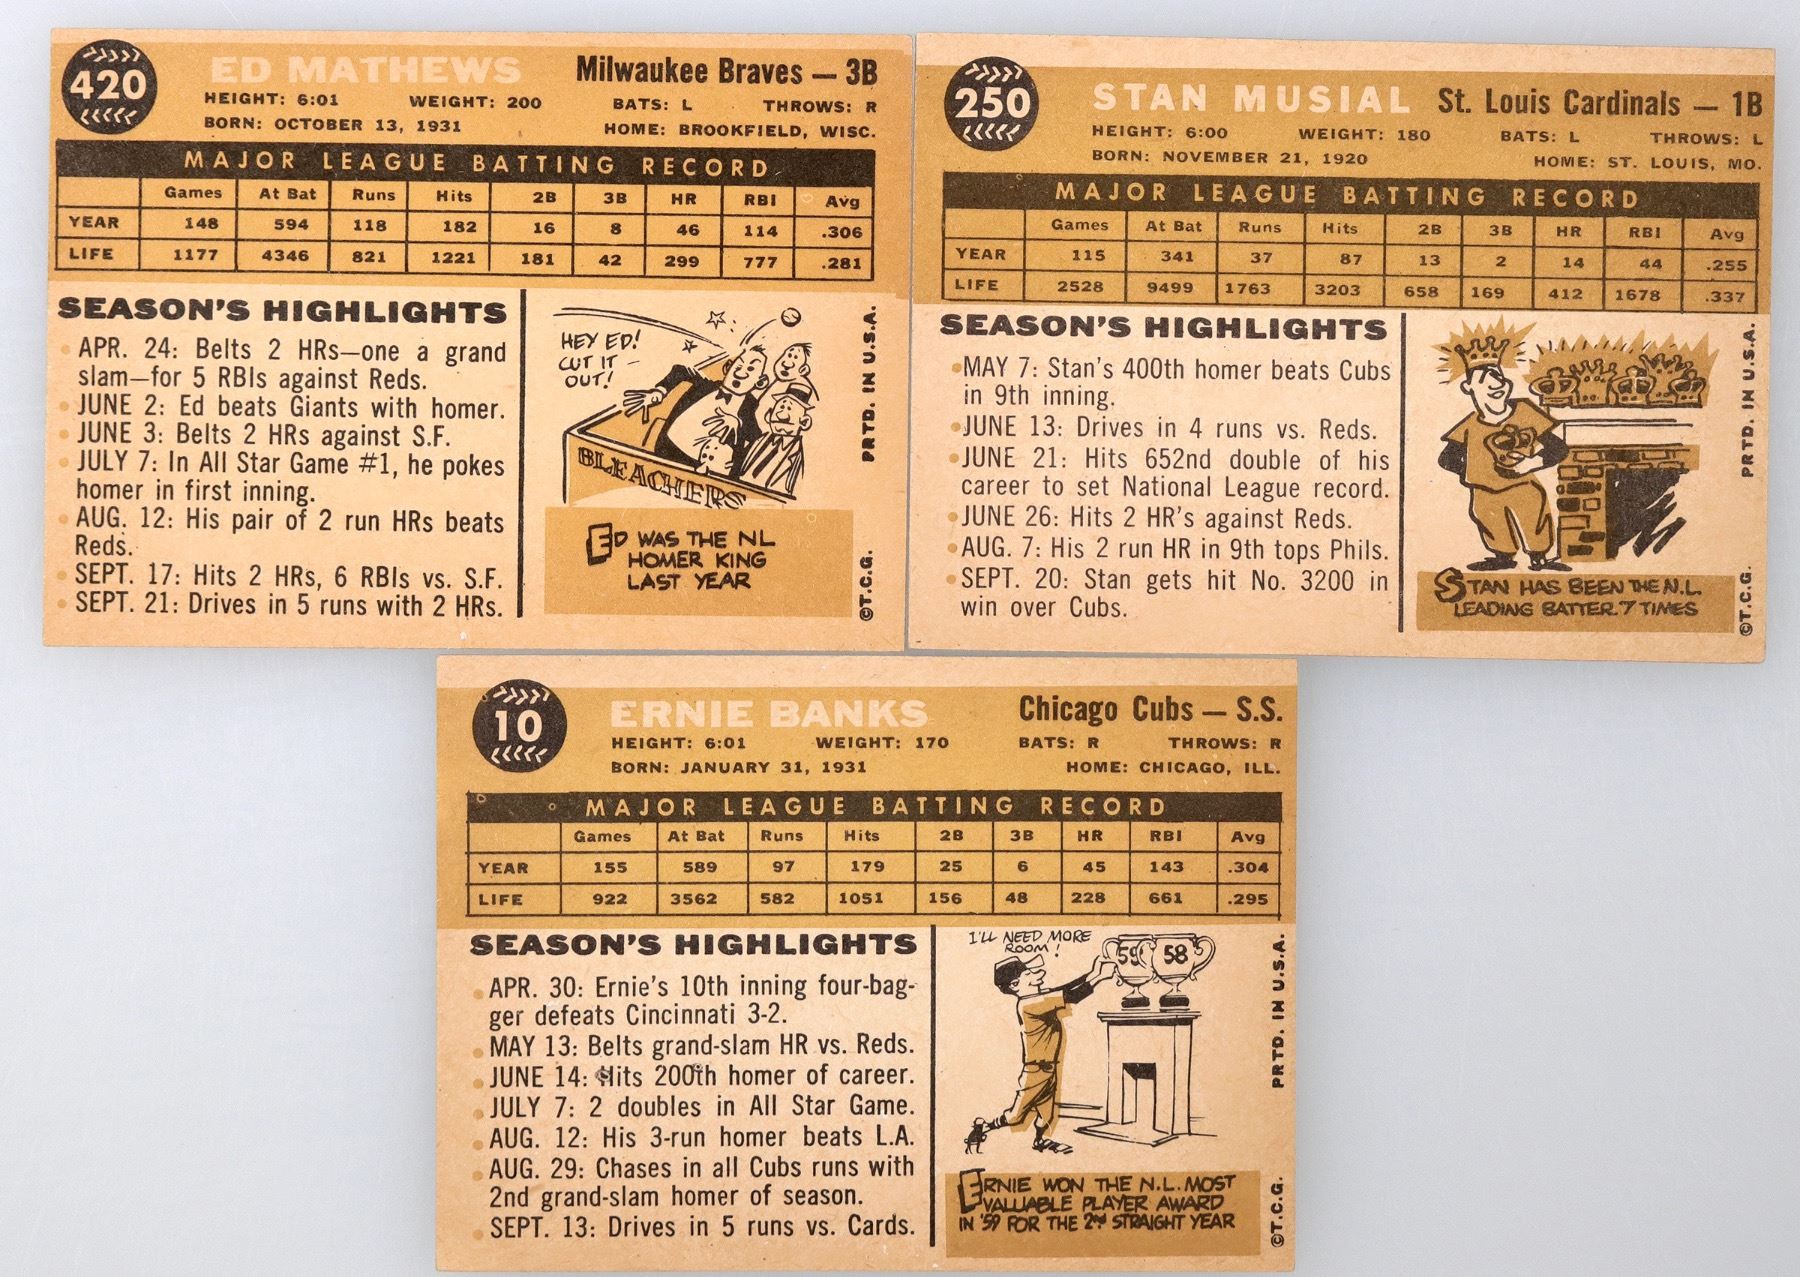 420
ED MATHEWS Milwaukee Braves — 3B
HEIGHT: 6:01 WEIGHT: 200 BATS: L THROWS: R
BORN: OCTOBER 13, 1931 HOME: BROOKFIELD, WISC.
MAJOR LEAGUE BATTING RECORD
Games At Bat Runs Hits 2B 3B HR RBI Avg
YEAR 148 594 118 182 16 8 46 114 .306
LIFE 1177 4346 821 1221 181 42 299 777 .281
SEASON'S HIGHLIGHTS
APR. 24: Belts 2 HRs—one a grand
slam—for 5 RBIs against Reds.
JUNE 2: Ed beats Giants with homer.
JUNE 3: Belts 2 HRs against S.F.
JULY 7: In All Star Game #1, he pokes
homer in first inning.
AUG. 12: His pair of 2 run HRs beats
Reds.
SEPT. 17: Hits 2 HRs, 6 RBIs vs. S.F.
SEPT. 21: Drives in 5 runs with 2 HRs.
HEY ED!
CUT IT
OUT!
BLEACHERS
ED WAS THE NL
HOMER KING
LAST YEAR
©T.C.G. PRTD. IN U.S.A.
250
STAN MUSIAL St. Louis Cardinals — 1B
HEIGHT: 6:00 WEIGHT: 180 BATS: L THROWS: L
BORN: NOVEMBER 21, 1920 HOME: ST. LOUIS, MO.
MAJOR LEAGUE BATTING RECORD
Games At Bat Runs Hits 2B 3B HR RBI Avg
YEAR 115 341 37 87 13 2 14 44 .255
LIFE 2528 9499 1763 3203 658 169 412 1678 .337
SEASON'S HIGHLIGHTS
MAY 7: Stan's 400th homer beats Cubs
in 9th inning.
JUNE 13: Drives in 4 runs vs. Reds.
JUNE 21: Hits 652nd double of his
career to set National League record.
JUNE 26: Hits 2 HR's against Reds.
AUG. 7: His 2 run HR in 9th tops Phils.
SEPT. 20: Stan gets hit No. 3200 in
win over Cubs.
STAN HAS BEEN THE N.L.
LEADING BATTER 7 TIMES
©T.C.G. PRTD. IN U.S.A.
10
ERNIE BANKS Chicago Cubs — S.S.
HEIGHT: 6:01 WEIGHT: 170 BATS: R THROWS: R
BORN: JANUARY 31, 1931 HOME: CHICAGO, ILL.
MAJOR LEAGUE BATTING RECORD
Games At Bat Runs Hits 2B 3B HR RBI Avg
YEAR 155 589 97 179 25 6 45 143 .304
LIFE 922 3562 582 1051 156 48 228 661 .295
SEASON'S HIGHLIGHTS
APR. 30: Ernie's 10th inning four-bag-
ger defeats Cincinnati 3-2.
MAY 13: Belts grand-slam HR vs. Reds.
JUNE 14: Hits 200th homer of career.
JULY 7: 2 doubles in All Star Game.
AUG. 12: His 3-run homer beats L.A.
AUG. 29: Chases in all Cubs runs with
2nd grand-slam homer of season.
SEPT. 13: Drives in 5 runs vs. Cards.
I'LL NEED MORE
ROOM!
59 58
ERNIE WON THE N.L. MOST
VALUABLE PLAYER AWARD
IN '59 FOR THE 2ND STRAIGHT YEAR
©T.C.G. PRTD. IN U.S.A.